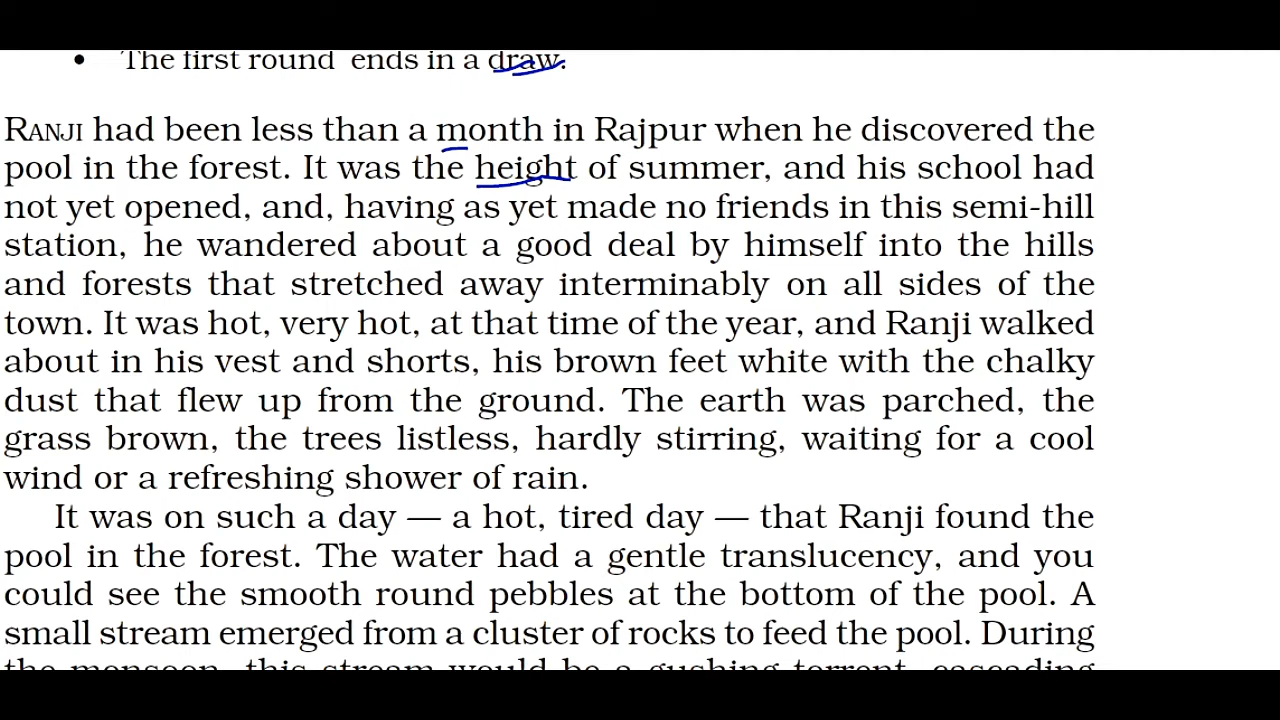 • The first round ends in a draw.
RANJI had been less than a month in Rajpur when he discovered the
pool in the forest. It was the height of summer, and his school had
not yet opened, and, having as yet made no friends in this semi-hill
station, he wandered about a good deal by himself into the hills
and forests that stretched away interminably on all sides of the
town. It was hot, very hot, at that time of the year, and Ranji walked
about in his vest and shorts, his brown feet white with the chalky
dust that flew up from the ground. The earth was parched, the
grass brown, the trees listless, hardly stirring, waiting for a cool
wind or a refreshing shower of rain.
It was on such a day — a hot, tired day — that Ranji found the
pool in the forest. The water had a gentle translucency, and you
could see the smooth round pebbles at the bottom of the pool. A
small stream emerged from a cluster of rocks to feed the pool. During
the monsoon, this stream would be a gushing torrent, cascading